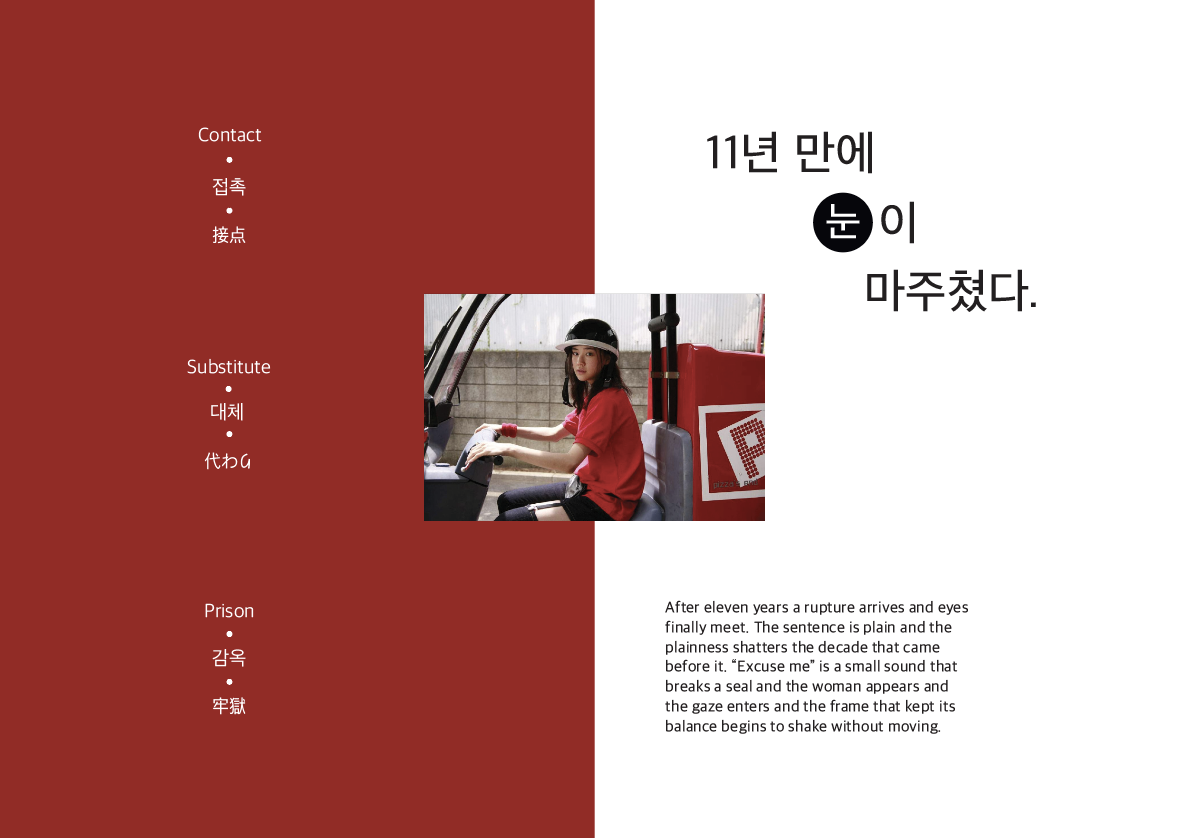 Contact
접촉
接点
Substitute
대체
代わり
Prison
감옥
牢獄
11년 만에
눈이
마주쳤다.
P
After eleven years a rupture arrives and eyes
finally meet. The sentence is plain and the
plainness shatters the decade that came
before it. “Excuse me” is a small sound that
breaks a seal and the woman appears and
the gaze enters and the frame that kept its
balance begins to shake without moving.